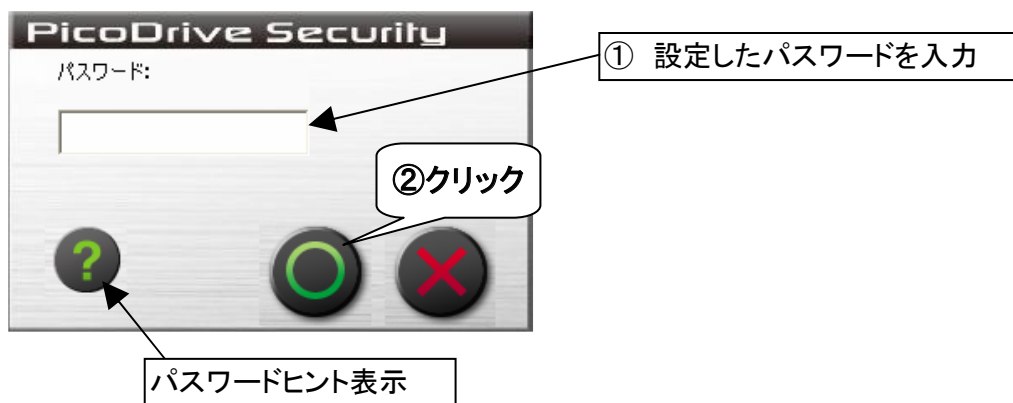 PicoDrive Security
① 設定したパスワードを入力
パスワード:
②クリック
?
パスワードヒント表示